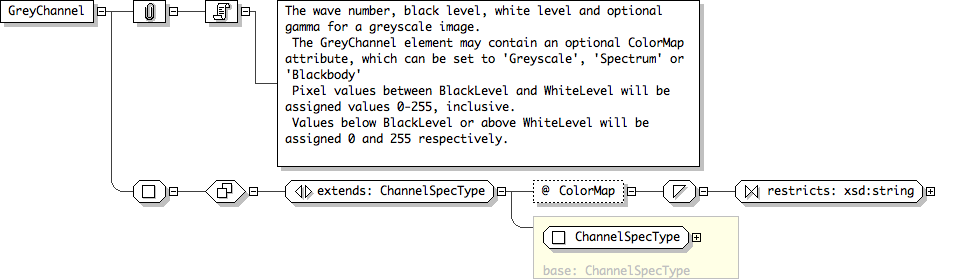 GreyChannel
The wave number, black level, white level and optional
gamma for a greyscale image.
The GreyChannel element may contain an optional ColorMap
attribute, which can be set to 'Greyscale', 'Spectrum' or
'Blackbody'
Pixel values between BlackLevel and WhiteLevel will be
assigned values 0-255, inclusive.
Values below BlackLevel or above WhiteLevel will be
assigned 0 and 255 respectively.
extends: ChannelSpecType
@ ColorMap
restricts: xsd:string
ChannelSpecType
base: ChannelSpecType